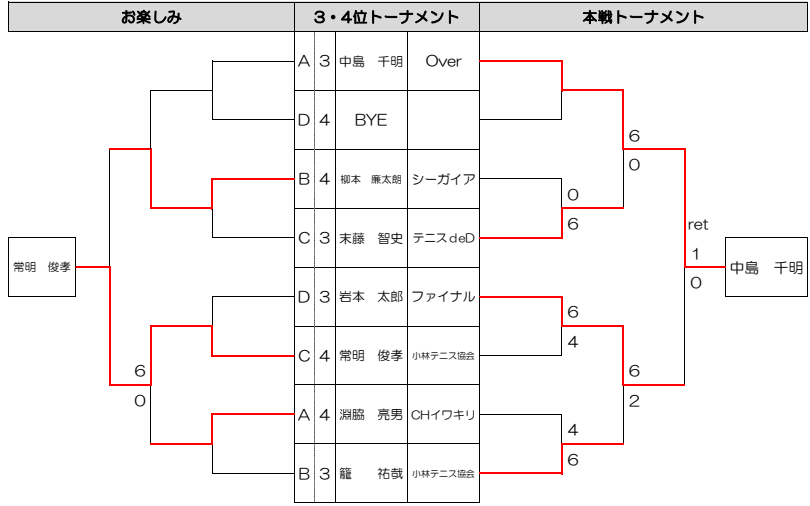 お楽しみ 3・4位トーナメント 本戦トーナメント
A 3 中島 千明 Over
D 4 BYE
6
0
B 4 柳本 廉太朗 シーガイア
0
6
C 3 末藤 智史 テニスdeD
ret
1
0
常明 俊孝
中島 千明
D 3 岩本 太郎 ファイナル
6
4
C 4 常明 俊孝 小林テニス協会
6
0
6
2
A 4 淵脇 亮男 CHイワキリ
4
6
B 3 籠 祐哉 小林テニス協会